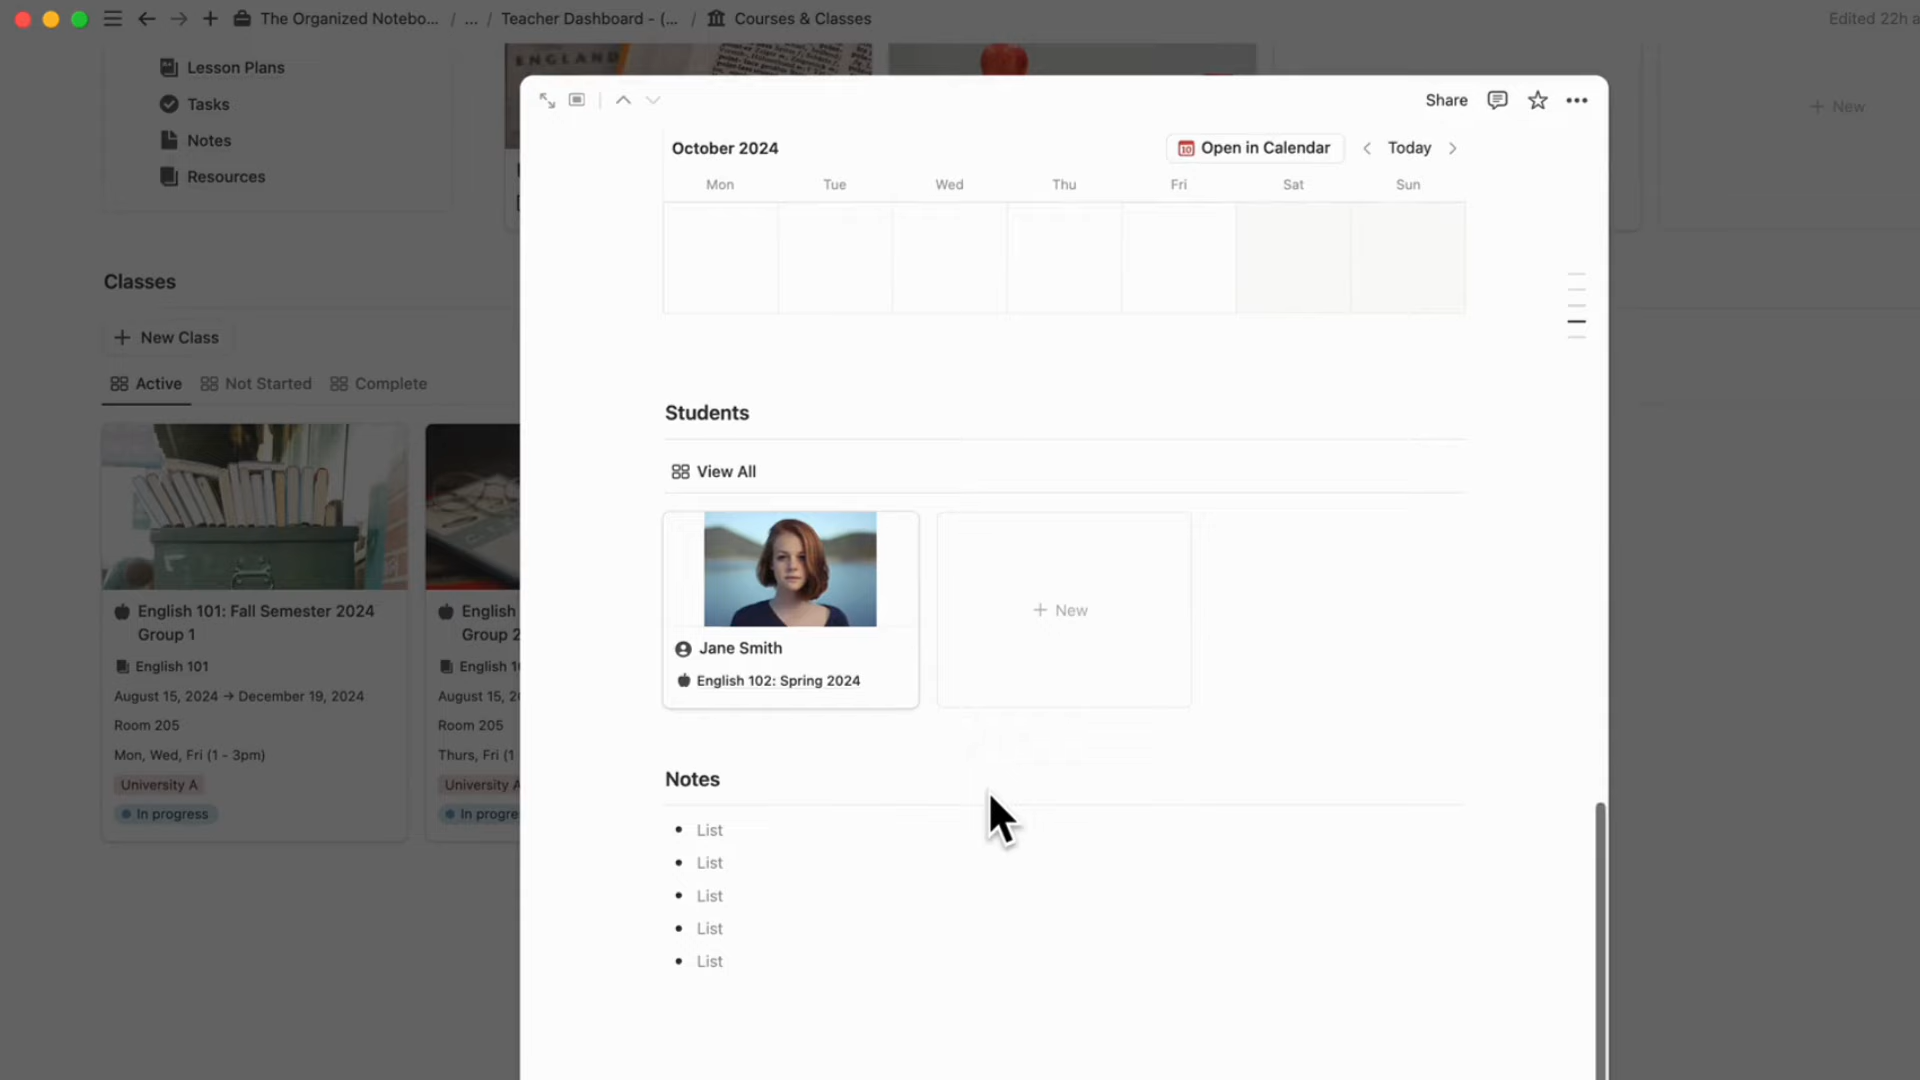 The Organized Notebo... / ... / Teacher Dashboard - (... / Courses & Classes
Edited 22h a
Lesson Plans
Tasks
Notes
Resources
ENGLAND
+ New
Classes
+ New Class
Active Not Started Complete
English 101: Fall Semester 2024
Group 1
English 101
August 15, 2024 → December 19, 2024
Room 205
Mon, Wed, Fri (1 - 3pm)
University A
In progress
English
Group 2
English 1
August 15, 2
Room 205
Thurs, Fri (1
University A
In progre
Share
October 2024
Open in Calendar
Today
Mon Tue Wed Thu Fri Sat Sun
Students
View All
Jane Smith
English 102: Spring 2024
+ New
Notes
• List
• List
• List
• List
• List